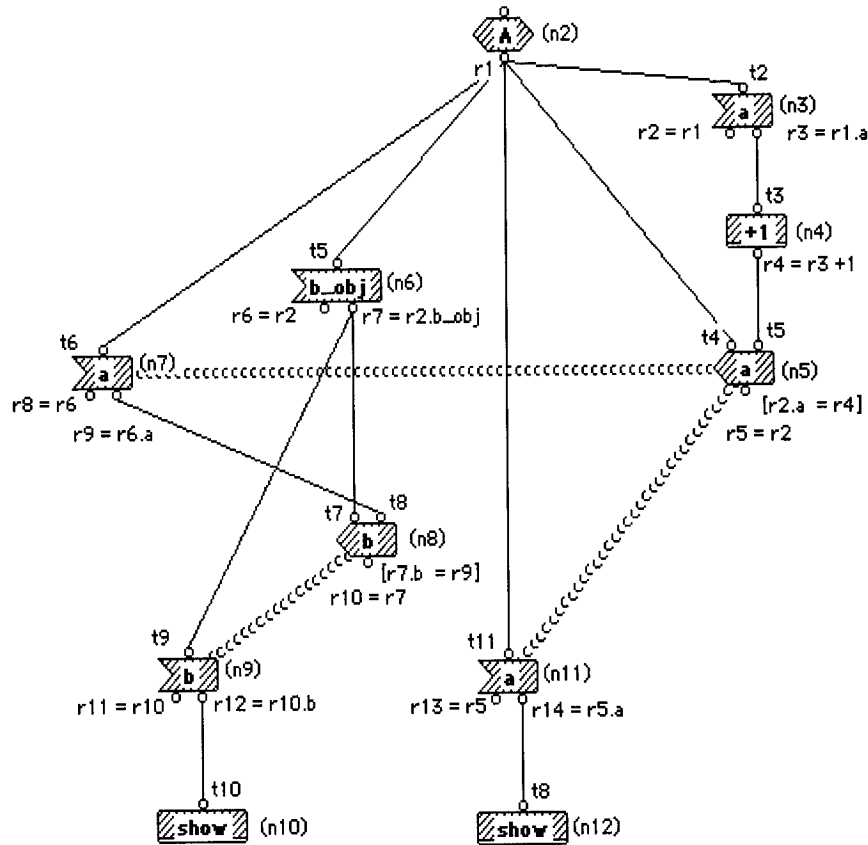 A (n2)
r1
t2
a (n3)
r2 = r1 r3 = r1.a
t3
+1 (n4)
r4 = r3 +1
t5
b_obj (n6)
r6 = r2 r7 = r2.b_obj
t4 t5
a (n5)
[r2.a = r4]
r5 = r2
t6
a (n7)
cccccccccccccccccccccccccccccccccccc
r8 = r6
r9 = r6.a
t7 t8
b (n8)
[r7.b = r9]
r10 = r7
t9
b (n9)
r11 = r10 r12 = r10.b
t11
a (n11)
r13 = r5 r14 = r5.a
t10
show (n10)
t8
show (n12)